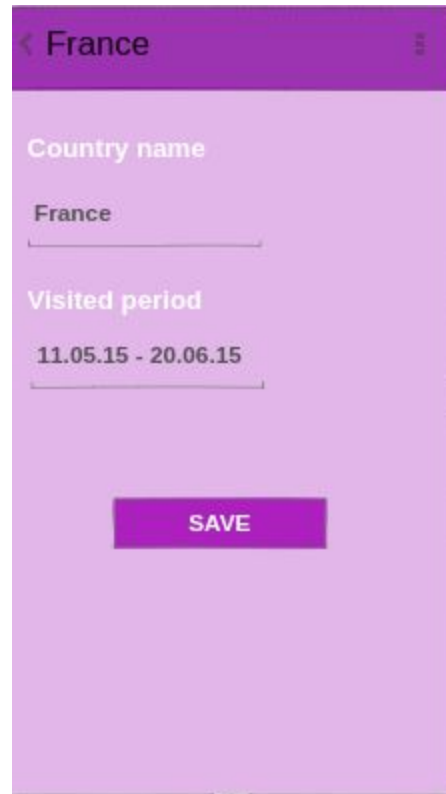 France
Country name
France
Visited period
11.05.15 - 20.06.15
SAVE